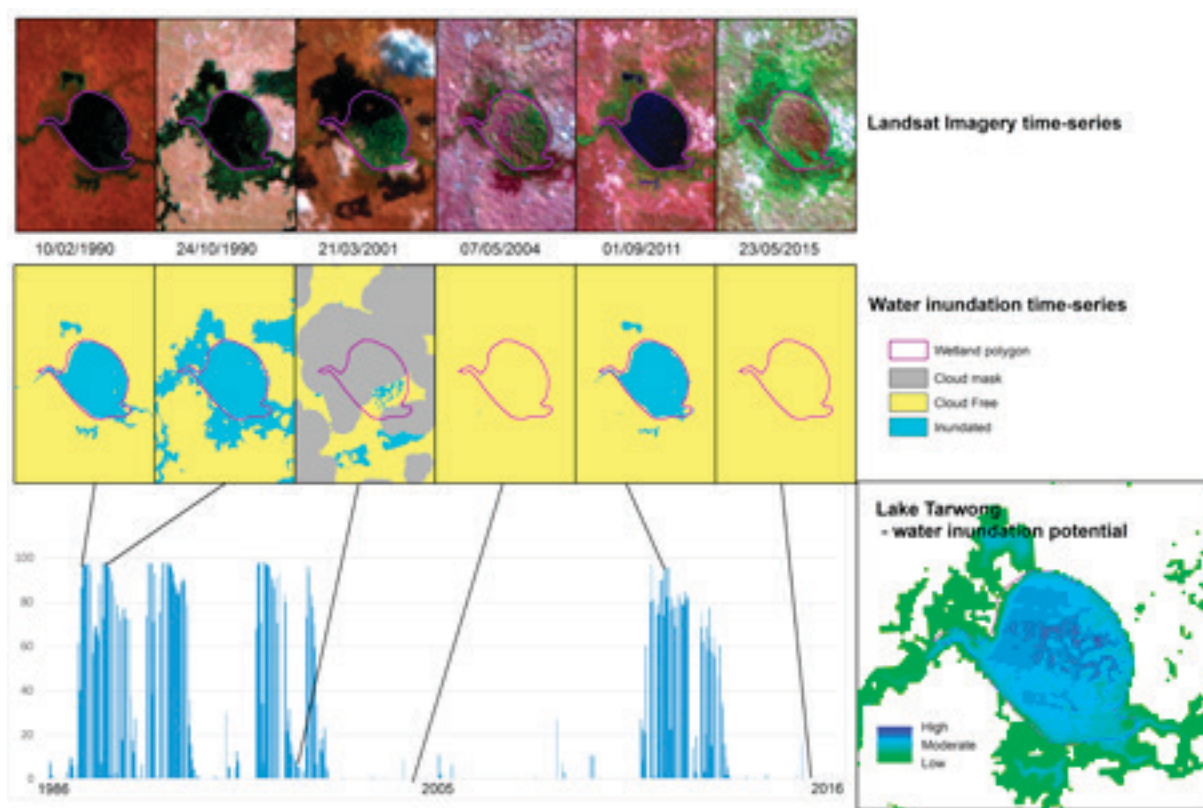 Landsat Imagery time-series
10/02/1990 24/10/1990 21/03/2001 07/05/2004 01/09/2011 23/05/2015
Water inundation time-series
Wetland polygon
Cloud mask
Cloud Free
Inundated
Lake Tarwong
- water inundation potential
100
80
60
40
20
0
1986 2005 2016
High
Moderate
Low